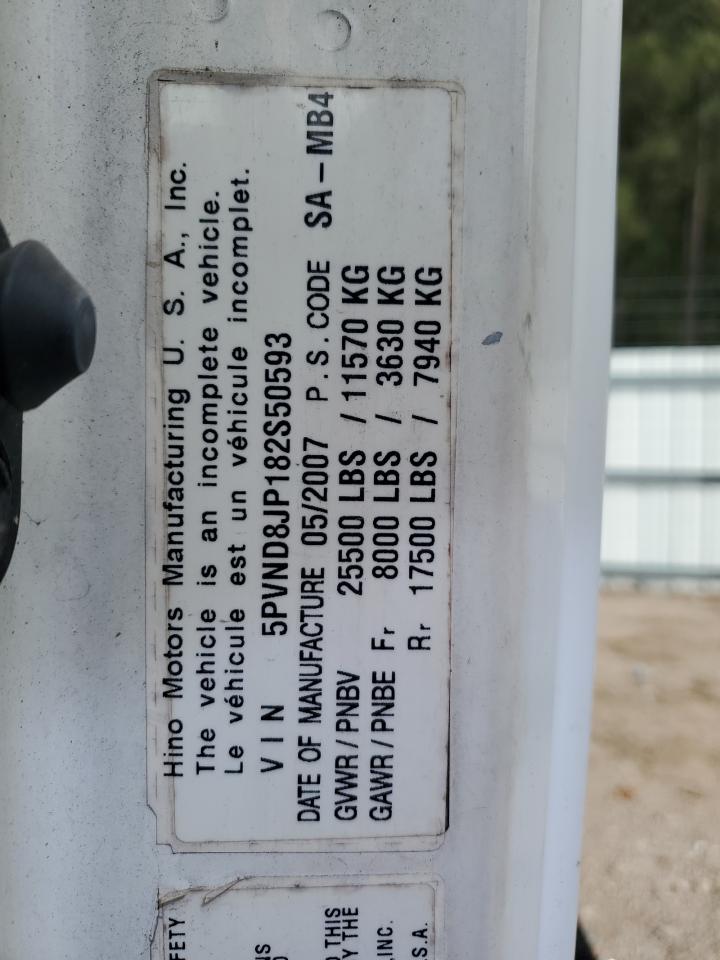 Hino Motors Manufacturing U. S. A., Inc.
The vehicle is an incomplete vehicle.
Le véhicule est un véhicule incomplet.
VIN 5PVND8JP182S50593
DATE OF MANUFACTURE 05/2007 P.S. CODE SA-MB4
GVWR/PNBV 25500 LBS / 11570 KG
GAWR/PNBE Fr 8000 LBS / 3630 KG
Rr 17500 LBS / 7940 KG
FETY
NS
THIS
Y THE
,INC.
S.A.